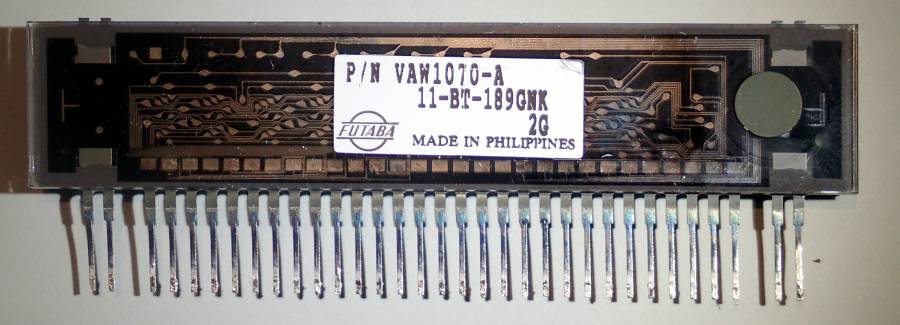 P/N VAW1070-A
11-BT-189GNK
2G
FUTABA
MADE IN PHILIPPINES